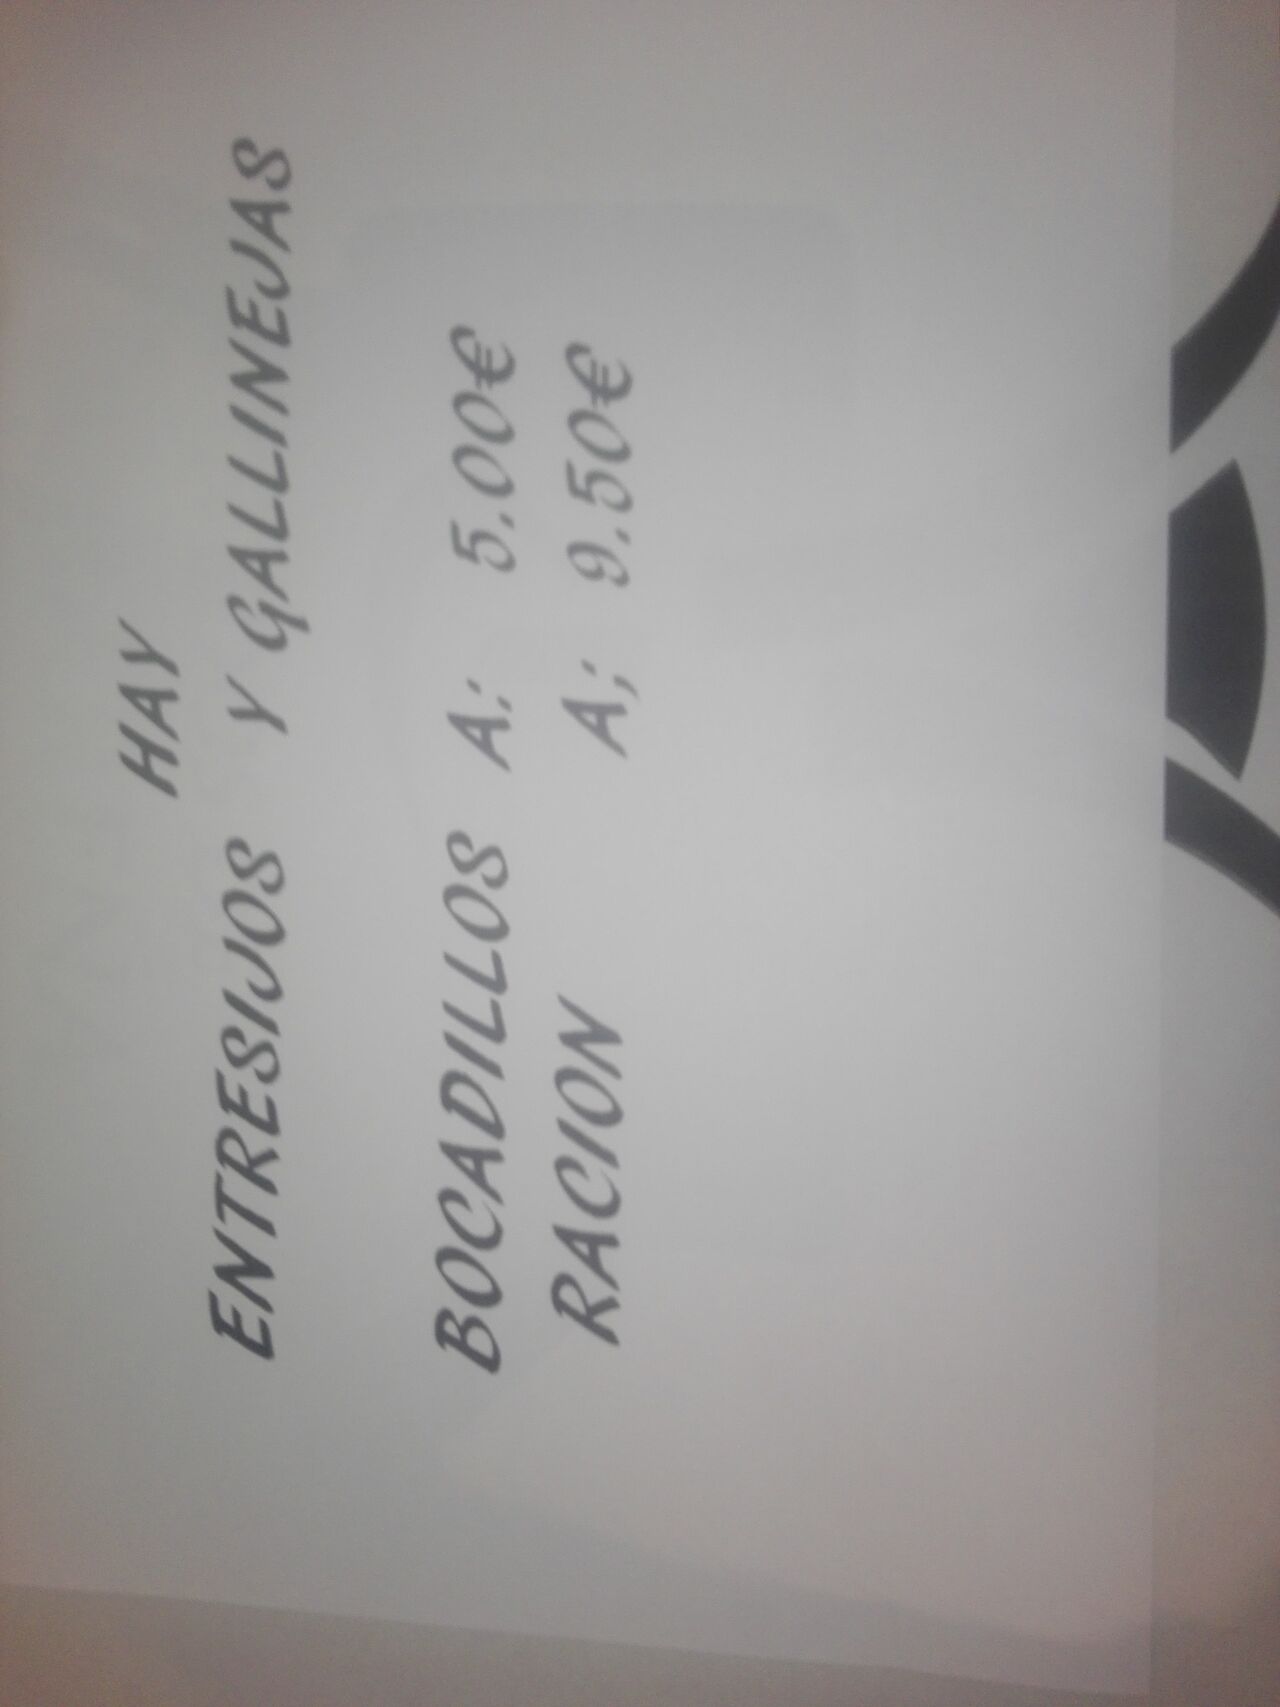 HAY
ENTRESIJOS Y GALLINEJAS
BOCADILLOS A: 5.00€
RACION A; 9.50€